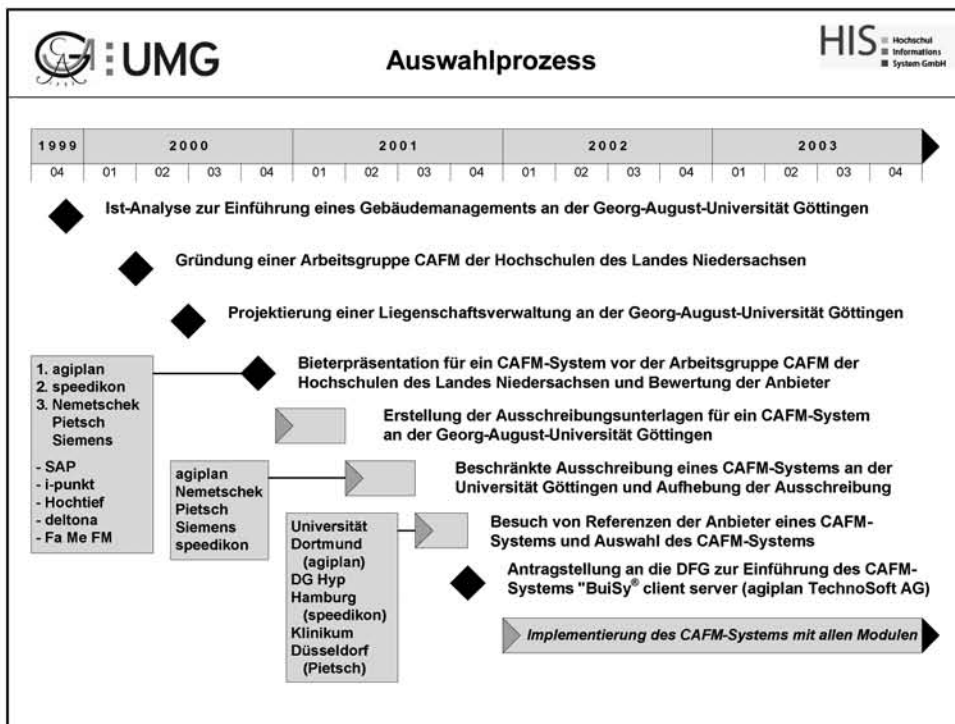 UMG
Auswahlprozess
HIS
Hochschul
Informations
System GmbH
1999 2000 2001 2002 2003
04 01 02 03 04 01 02 03 04 01 02 03 04 01 02 03 04
Ist-Analyse zur Einführung eines Gebäudemanagements an der Georg-August-Universität Göttingen
Gründung einer Arbeitsgruppe CAFM der Hochschulen des Landes Niedersachsen
Projektierung einer Liegenschaftsverwaltung an der Georg-August-Universität Göttingen
1. agiplan
2. speedikon
3. Nemetschek
Pietsch
Siemens
- SAP
- i-punkt
- Hochtief
- deltona
- Fa Me FM
Bieterpräsentation für ein CAFM-System vor der Arbeitsgruppe CAFM der
Hochschulen des Landes Niedersachsen und Bewertung der Anbieter
Erstellung der Ausschreibungsunterlagen für ein CAFM-System
an der Georg-August-Universität Göttingen
agiplan
Nemetschek
Pietsch
Siemens
speedikon
Beschränkte Ausschreibung eines CAFM-Systems an der
Universität Göttingen und Aufhebung der Ausschreibung
Universität
Dortmund
(agiplan)
DG Hyp
Hamburg
(speedikon)
Klinikum
Düsseldorf
(Pietsch)
Besuch von Referenzen der Anbieter eines CAFM-
Systems und Auswahl des CAFM-Systems
Antragstellung an die DFG zur Einführung des CAFM-
Systems "BuiSy® client server (agiplan TechnoSoft AG)
Implementierung des CAFM-Systems mit allen Modulen